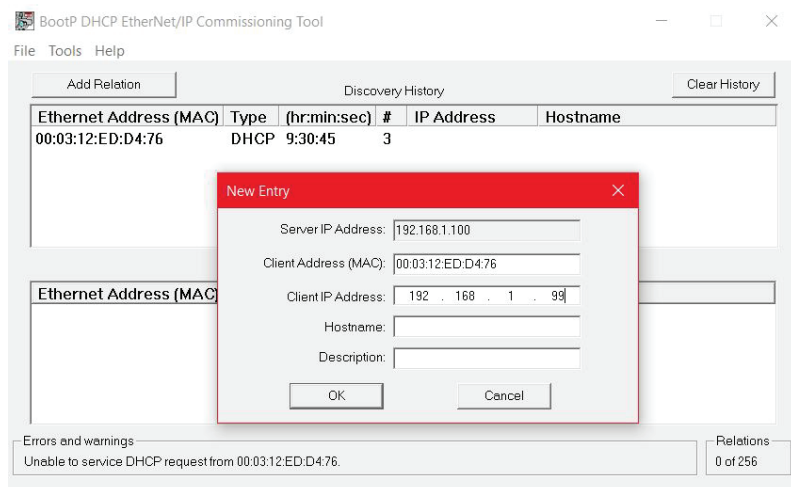 BootP DHCP EtherNet/IP Commissioning Tool
File Tools Help
Add Relation Discovery History Clear History
Ethernet Address (MAC) Type (hr:min:sec) # IP Address Hostname
00:03:12:ED:D4:76 DHCP 9:30:45 3
New Entry
Server IP Address: 192.168.1.100
Client Address (MAC): 00:03:12:ED:D4:76
Client IP Address: 192 . 168 . 1 . 99
Ethernet Address (MAC)
Hostname:
Description:
OK Cancel
Errors and warnings Relations
Unable to service DHCP request from 00:03:12:ED:D4:76. 0 of 256